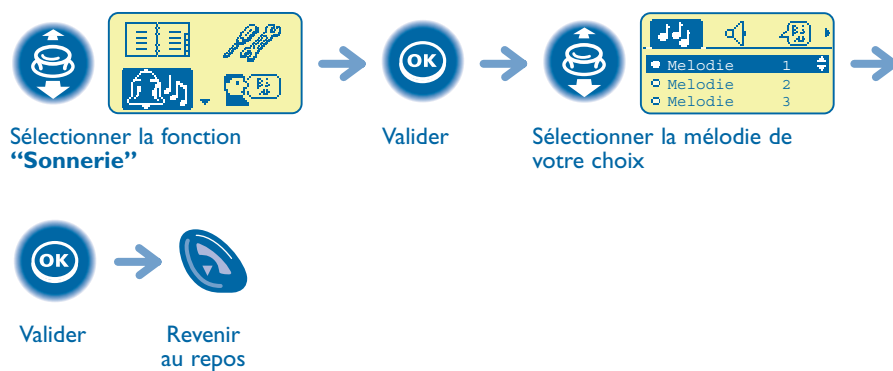 OK
Melodie 1
Melodie 2
Melodie 3
Sélectionner la fonction
“Sonnerie”
Valider
Sélectionner la mélodie de
votre choix
OK
Valider
Revenir
au repos